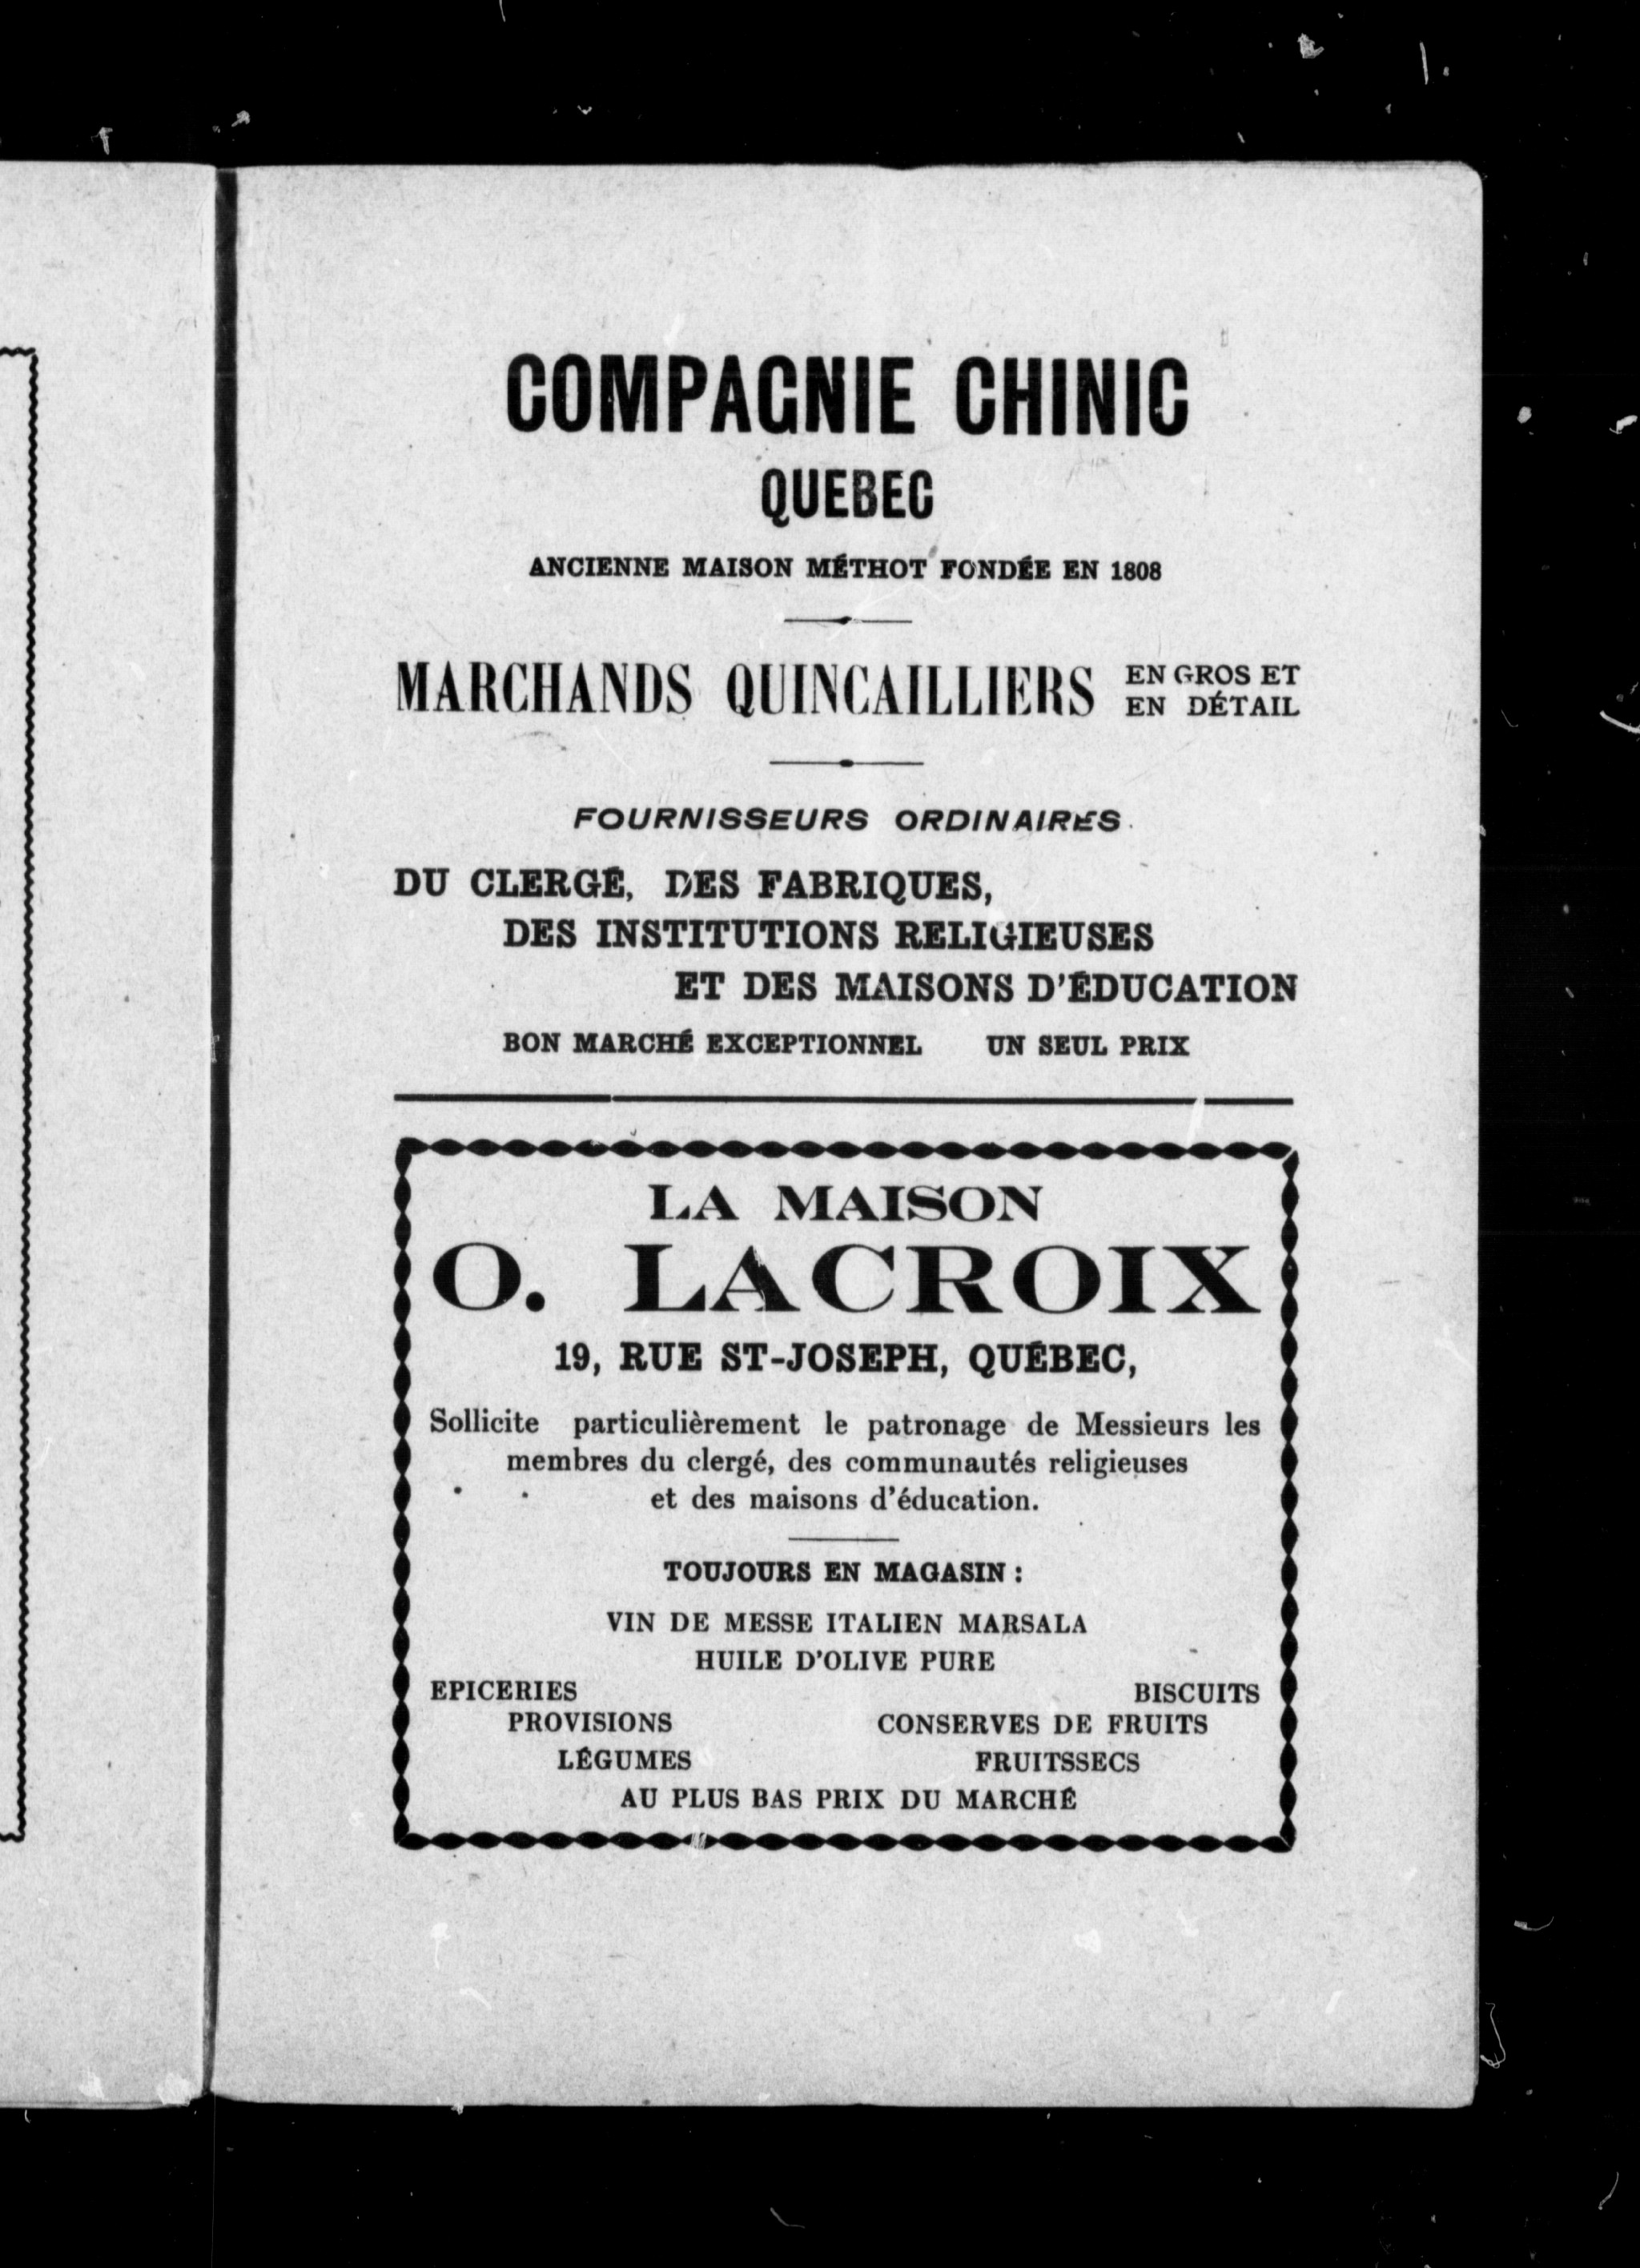 COMPAGNIE CHINIC
QUEBEC
ANCIENNE MAISON MÉTHOT FONDÉE EN 1808
MARCHANDS QUINCAILLIERS EN GROS ET
EN DÉTAIL
FOURNISSEURS ORDINAIRES
DU CLERGÉ, DES FABRIQUES,
DES INSTITUTIONS RELIGIEUSES
ET DES MAISONS D'ÉDUCATION
BON MARCHÉ EXCEPTIONNEL UN SEUL PRIX
LA MAISON
O. LACROIX
19, RUE ST-JOSEPH, QUÉBEC,
Sollicite particulièrement le patronage de Messieurs les
membres du clergé, des communautés religieuses
et des maisons d'éducation.
TOUJOURS EN MAGASIN :
VIN DE MESSE ITALIEN MARSALA
HUILE D'OLIVE PURE
EPICERIES BISCUITS
PROVISIONS CONSERVES DE FRUITS
LÉGUMES FRUITSSECS
AU PLUS BAS PRIX DU MARCHÉ